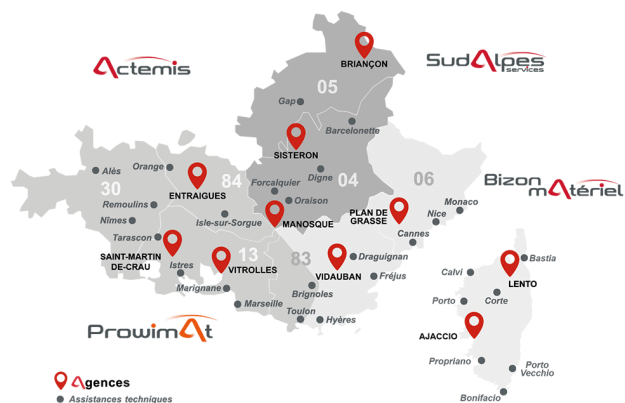 Actemis
SudAlpes
services
BRIANÇON
05
Gap
Barcelonette
SISTERON
Digne
04
06
Bizon
mAtériel
Alès
Orange
30
84
ENTRAIGUES
Forcalquier
Oraison
Remoulins
Isle-sur-Sorgue
MANOSQUE
PLAN DE
GRASSE
Monaco
Nice
Nîmes
Cannes
Tarascon
SAINT-MARTIN
DE-CRAU
Istres
13
VITROLLES
83
VIDAUBAN
Draguignan
Fréjus
Bastia
Calvi
LENTO
Marignane
Marseille
Brignoles
Toulon
Hyères
Porto
Corte
ProwimAt
AJACCIO
Propriano
Porto
Vecchio
Bonifacio
Agences
Assistances techniques